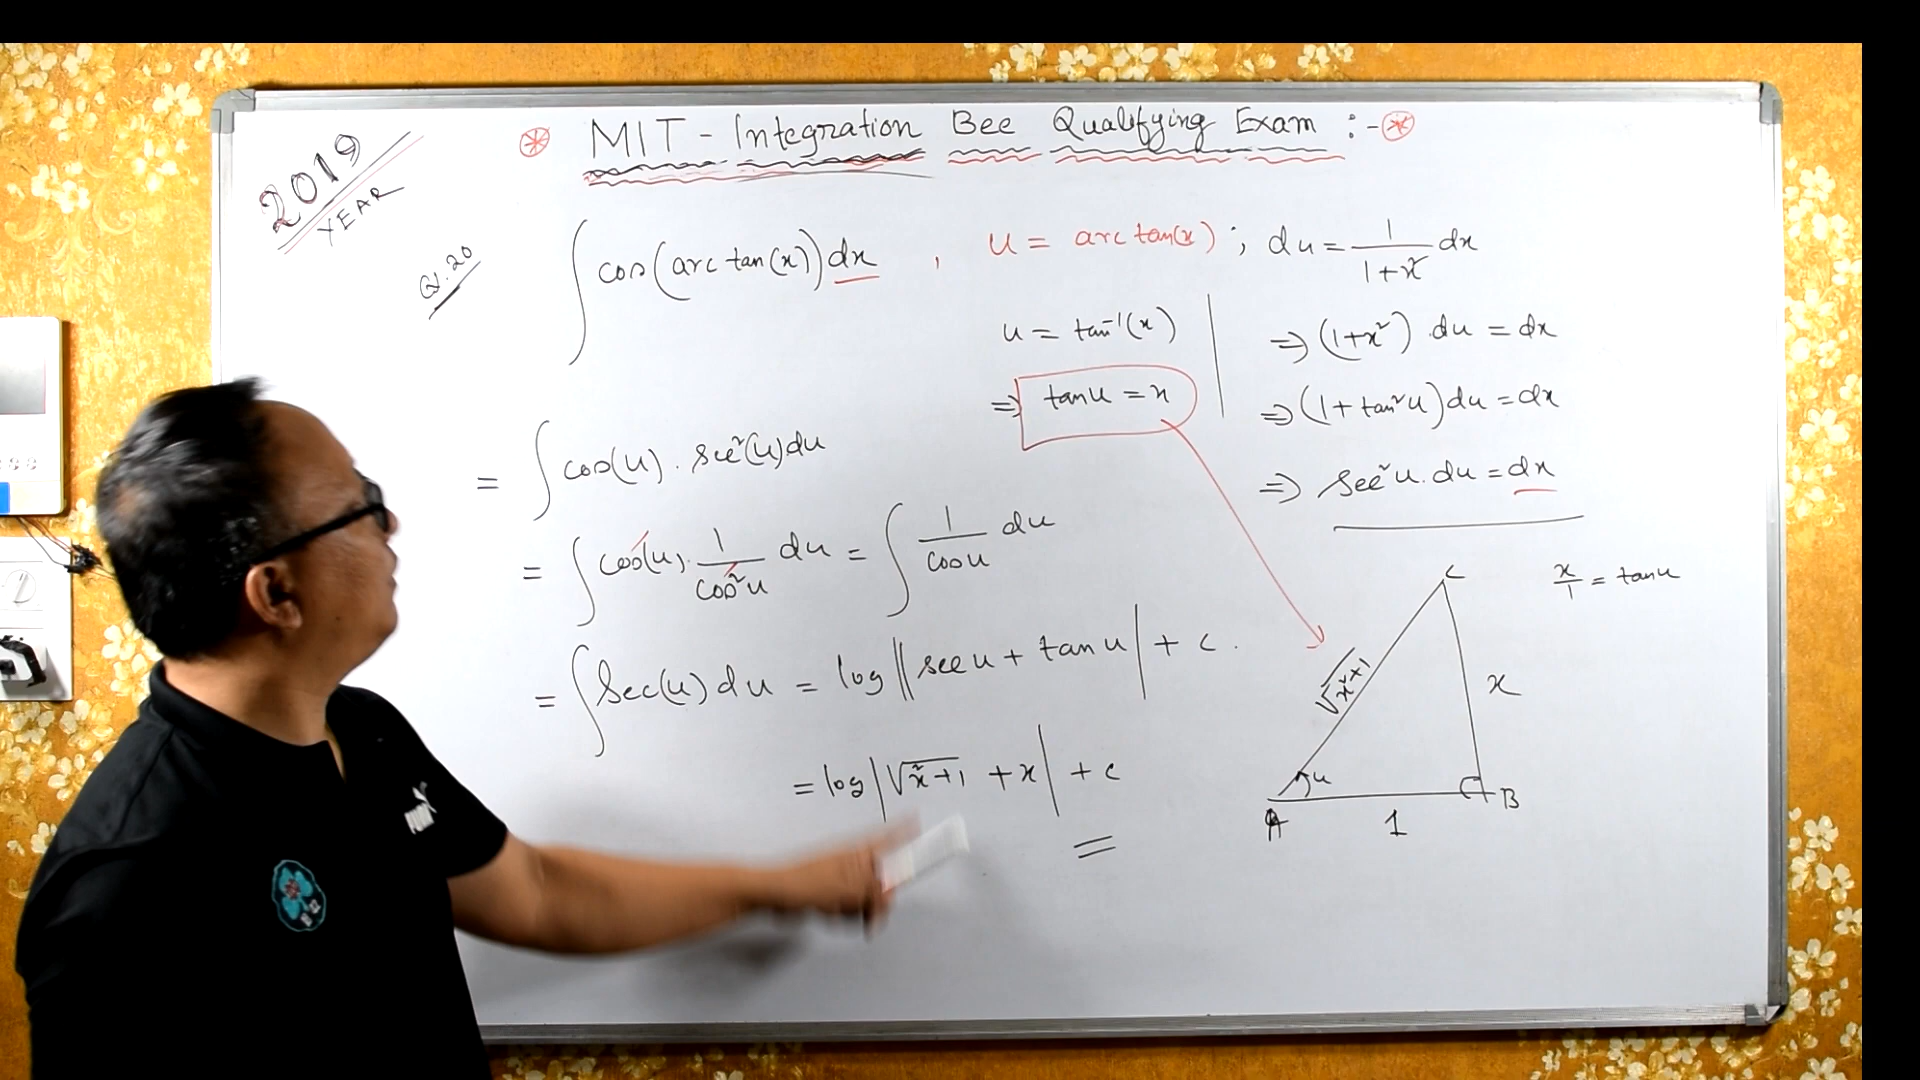 2019
YEAR
⊛ MIT - Integration Bee Qualifying Exam :- ⊛
Q.20
∫ cos(arc tan(x)) dx , u = arc tan(x) ; du = 1/(1+x²) dx
u = tan⁻¹(x)
⇒ tan u = x
⇒ (1+x²) du = dx
⇒ (1+tan²u) du = dx
⇒ sec²u. du = dx
= ∫ cos(u) . sec²(u) du
= ∫ cos(u). 1/cos²u du = ∫ 1/cos u du
= ∫ Sec(u) du = log || sec u + tan u | + c .
= log | √x²+1 + x | + c
=
x/1 = tan u
C
√x²+1
x
u
A
1
B
PUMA